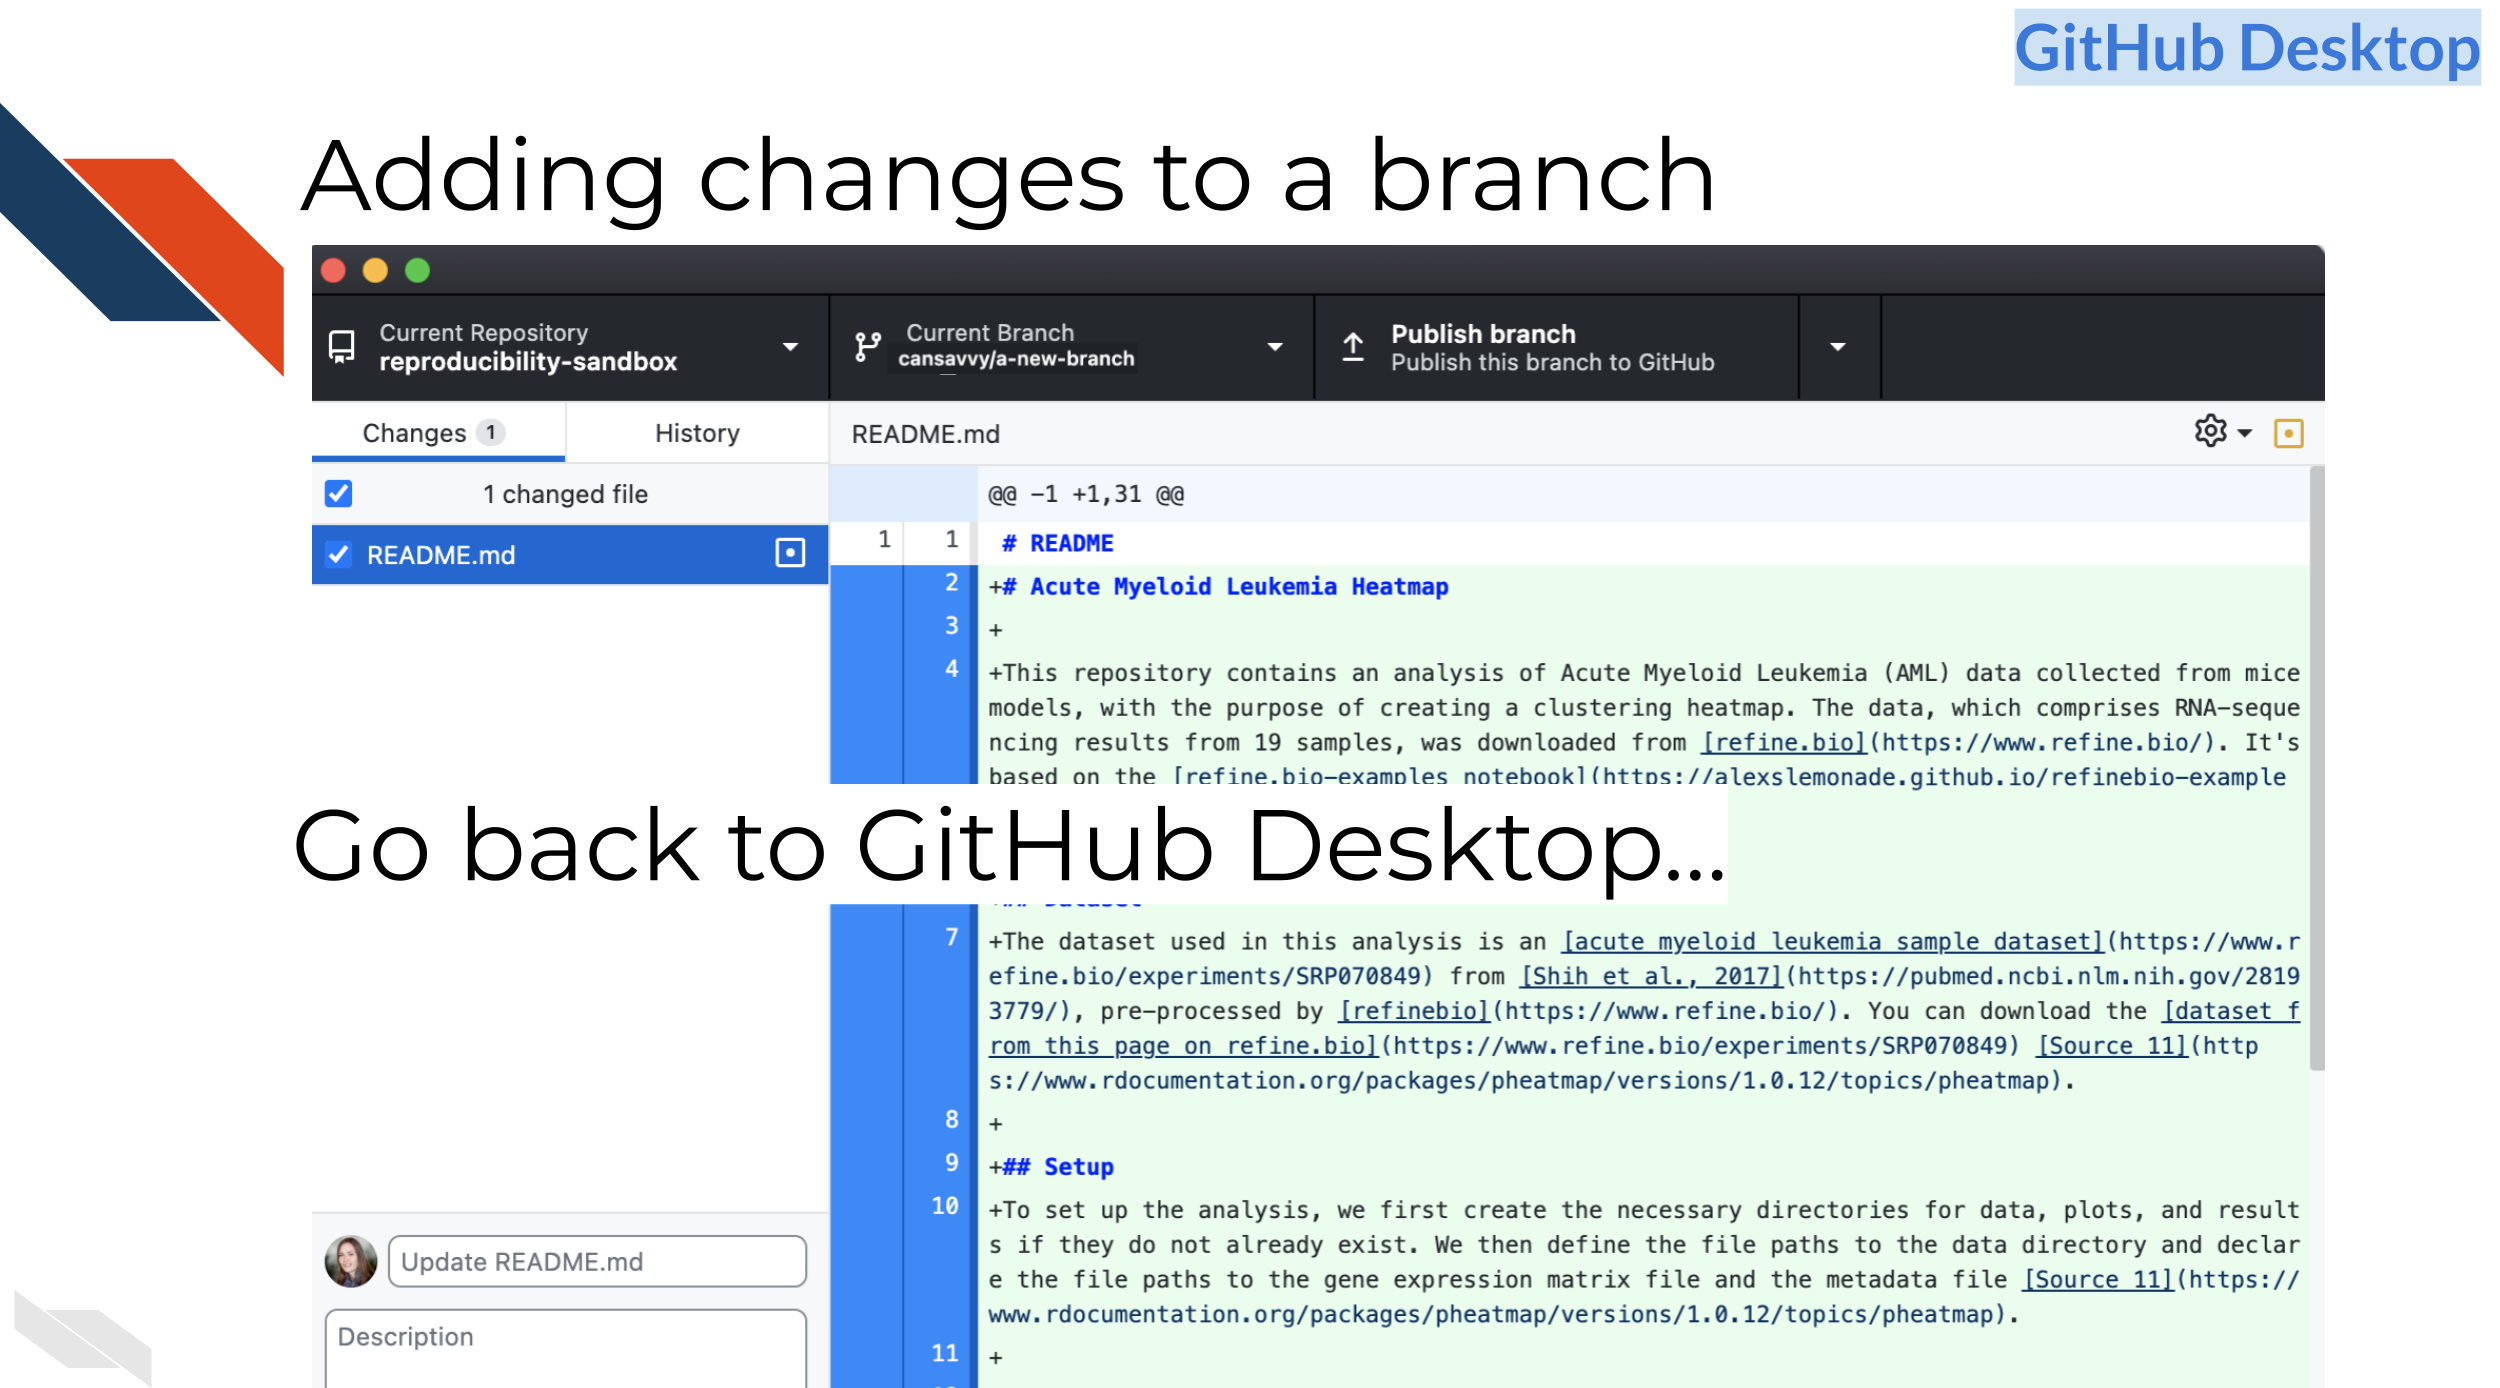 GitHub Desktop
Adding changes to a branch
Current Repository
reproducibility-sandbox
Current Branch
cansavvy/a-new-branch
Publish branch
Publish this branch to GitHub
Changes 1
History
README.md
1 changed file
README.md
@@ -1 +1,31 @@
1 1 # README
2 +# Acute Myeloid Leukemia Heatmap
3 +
4 +This repository contains an analysis of Acute Myeloid Leukemia (AML) data collected from mice
models, with the purpose of creating a clustering heatmap. The data, which comprises RNA-seque
ncing results from 19 samples, was downloaded from [refine.bio](https://www.refine.bio/). It's
based on the [refine.bio-examples notebook](https://alexslemonade.github.io/refinebio-example
Go back to GitHub Desktop...
7 +The dataset used in this analysis is an [acute myeloid leukemia sample dataset](https://www.r
efine.bio/experiments/SRP070849) from [Shih et al., 2017](https://pubmed.ncbi.nlm.nih.gov/2819
3779/), pre-processed by [refinebio](https://www.refine.bio/). You can download the [dataset f
rom this page on refine.bio](https://www.refine.bio/experiments/SRP070849) [Source 11](http
s://www.rdocumentation.org/packages/pheatmap/versions/1.0.12/topics/pheatmap).
8 +
9 +## Setup
10 +To set up the analysis, we first create the necessary directories for data, plots, and result
s if they do not already exist. We then define the file paths to the data directory and declar
e the file paths to the gene expression matrix file and the metadata file [Source 11](https://
www.rdocumentation.org/packages/pheatmap/versions/1.0.12/topics/pheatmap).
11 +
Update README.md
Description